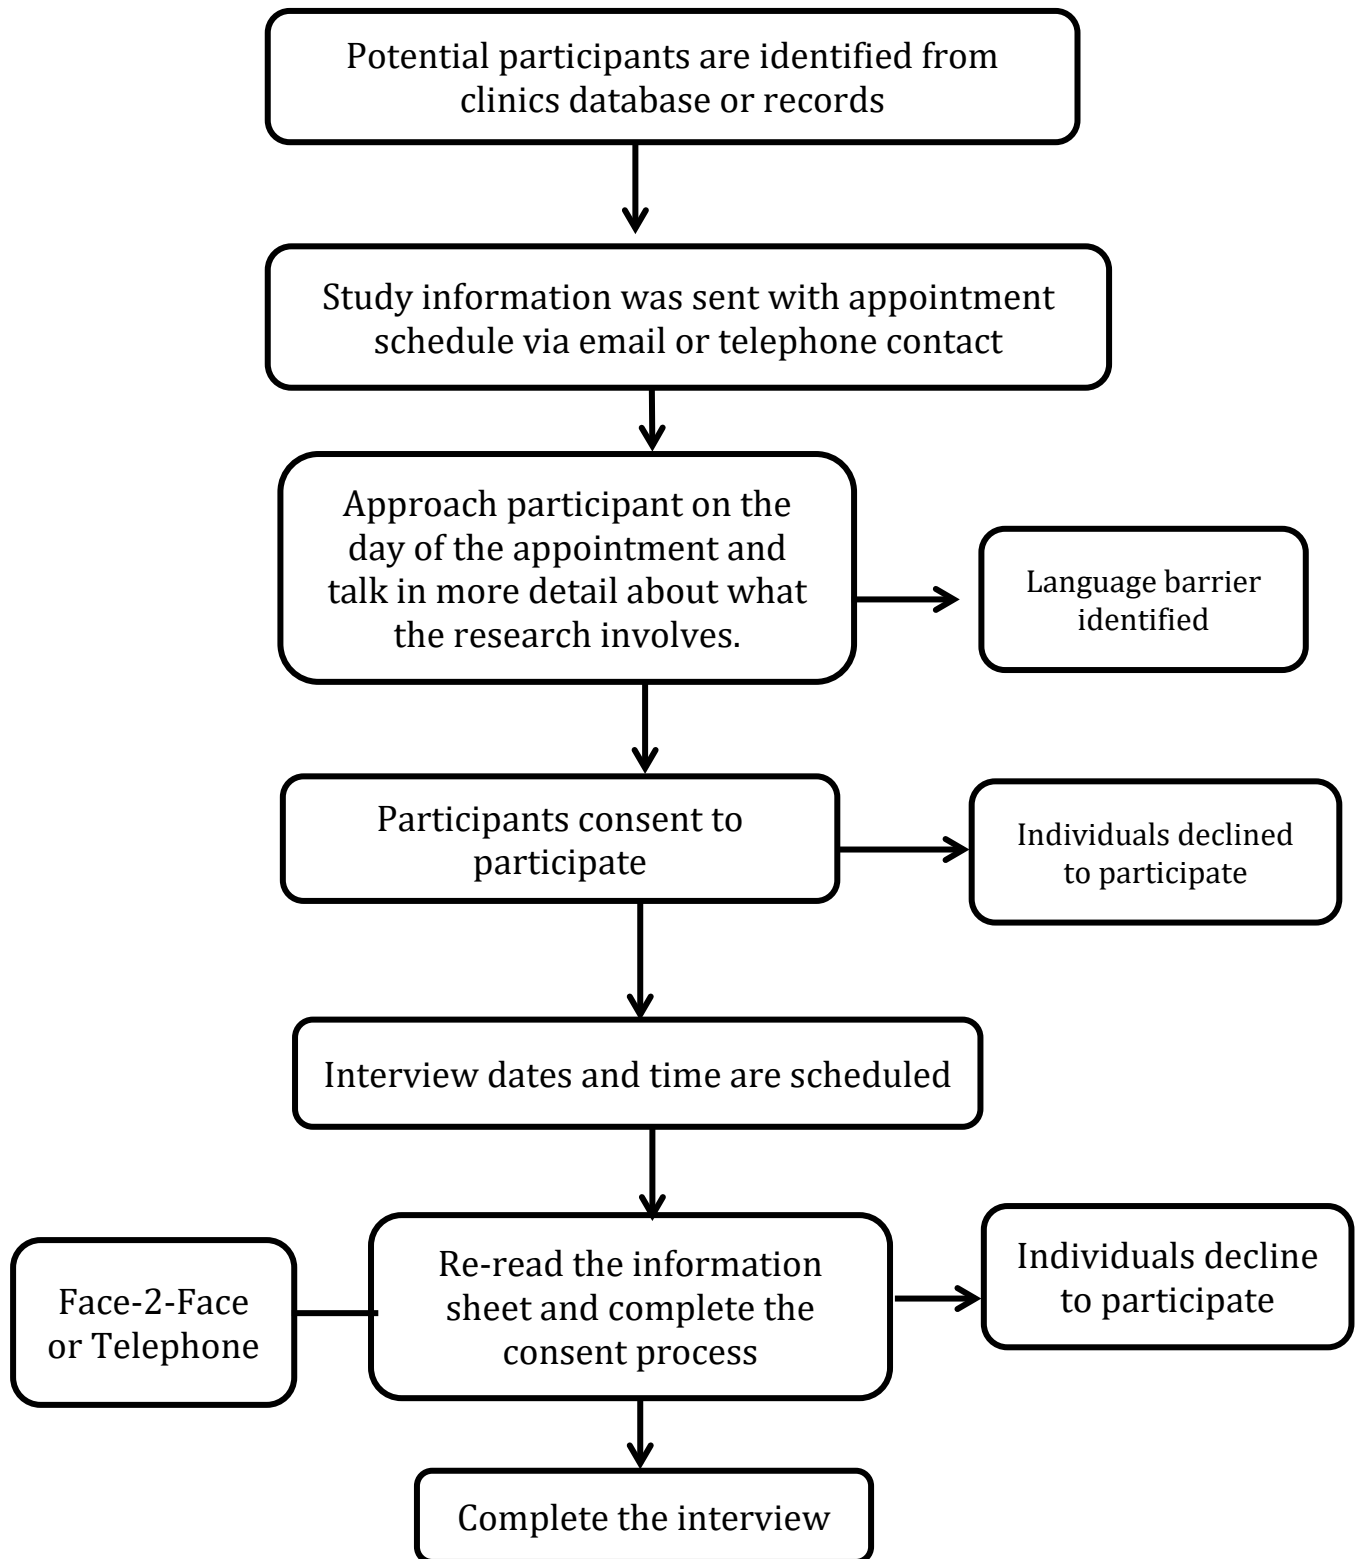 Potential participants are identified from
clinics database or records
Study information was sent with appointment
schedule via email or telephone contact
Approach participant on the
day of the appointment and
talk in more detail about what
the research involves.
Language barrier
identified
Participants consent to
participate
Individuals declined
to participate
Interview dates and time are scheduled
Face-2-Face
or Telephone
Re-read the information
sheet and complete the
consent process
Individuals decline
to participate
Complete the interview